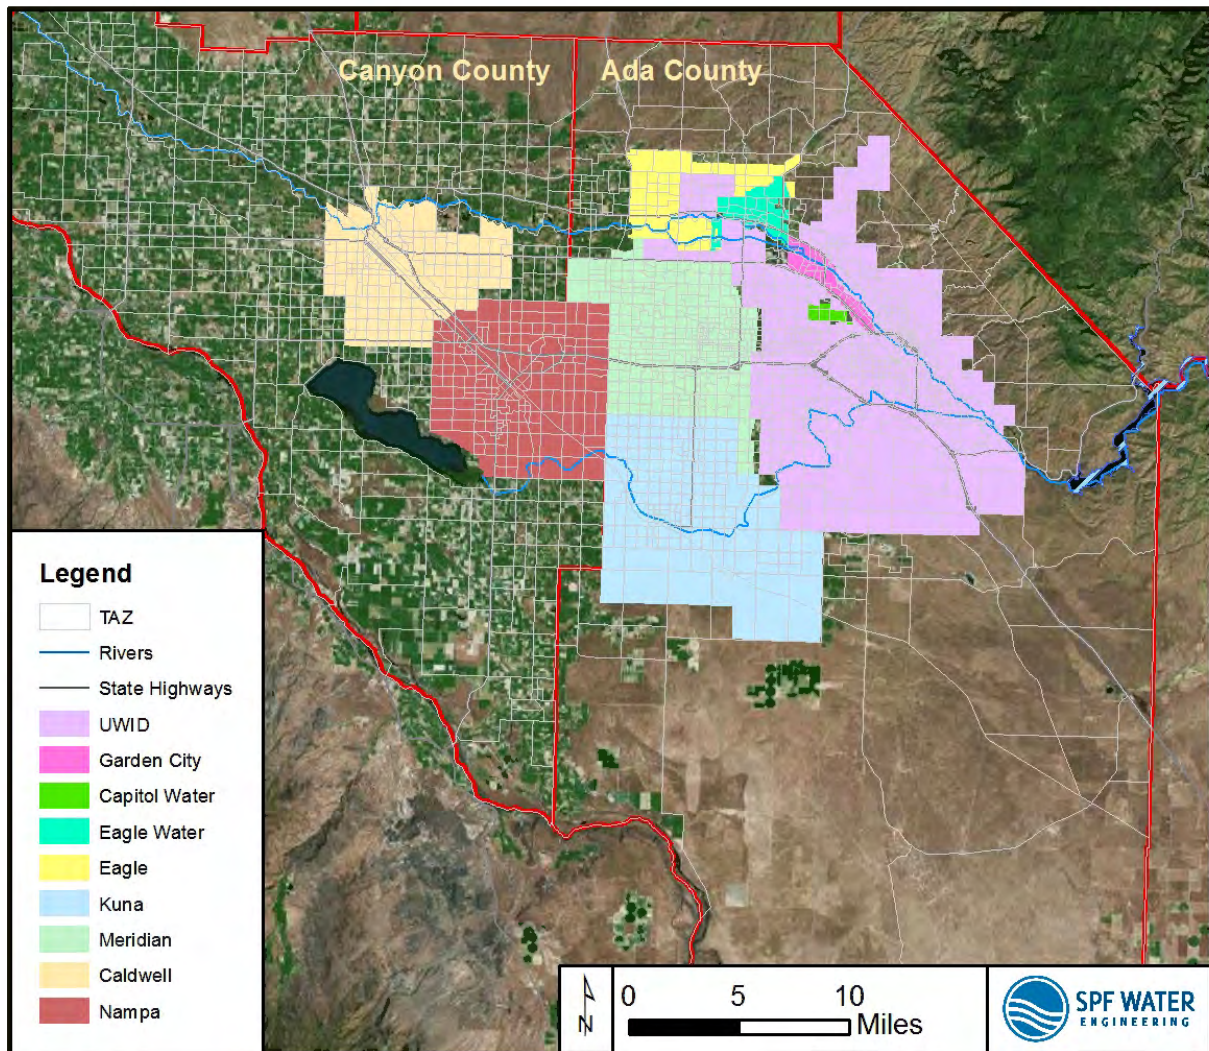 Canyon County
Ada County
Legend
TAZ
Rivers
State Highways
UWID
Garden City
Capitol Water
Eagle Water
Eagle
Kuna
Meridian
Caldwell
Nampa
N
0 5 10
Miles
SPF WATER
ENGINEERING